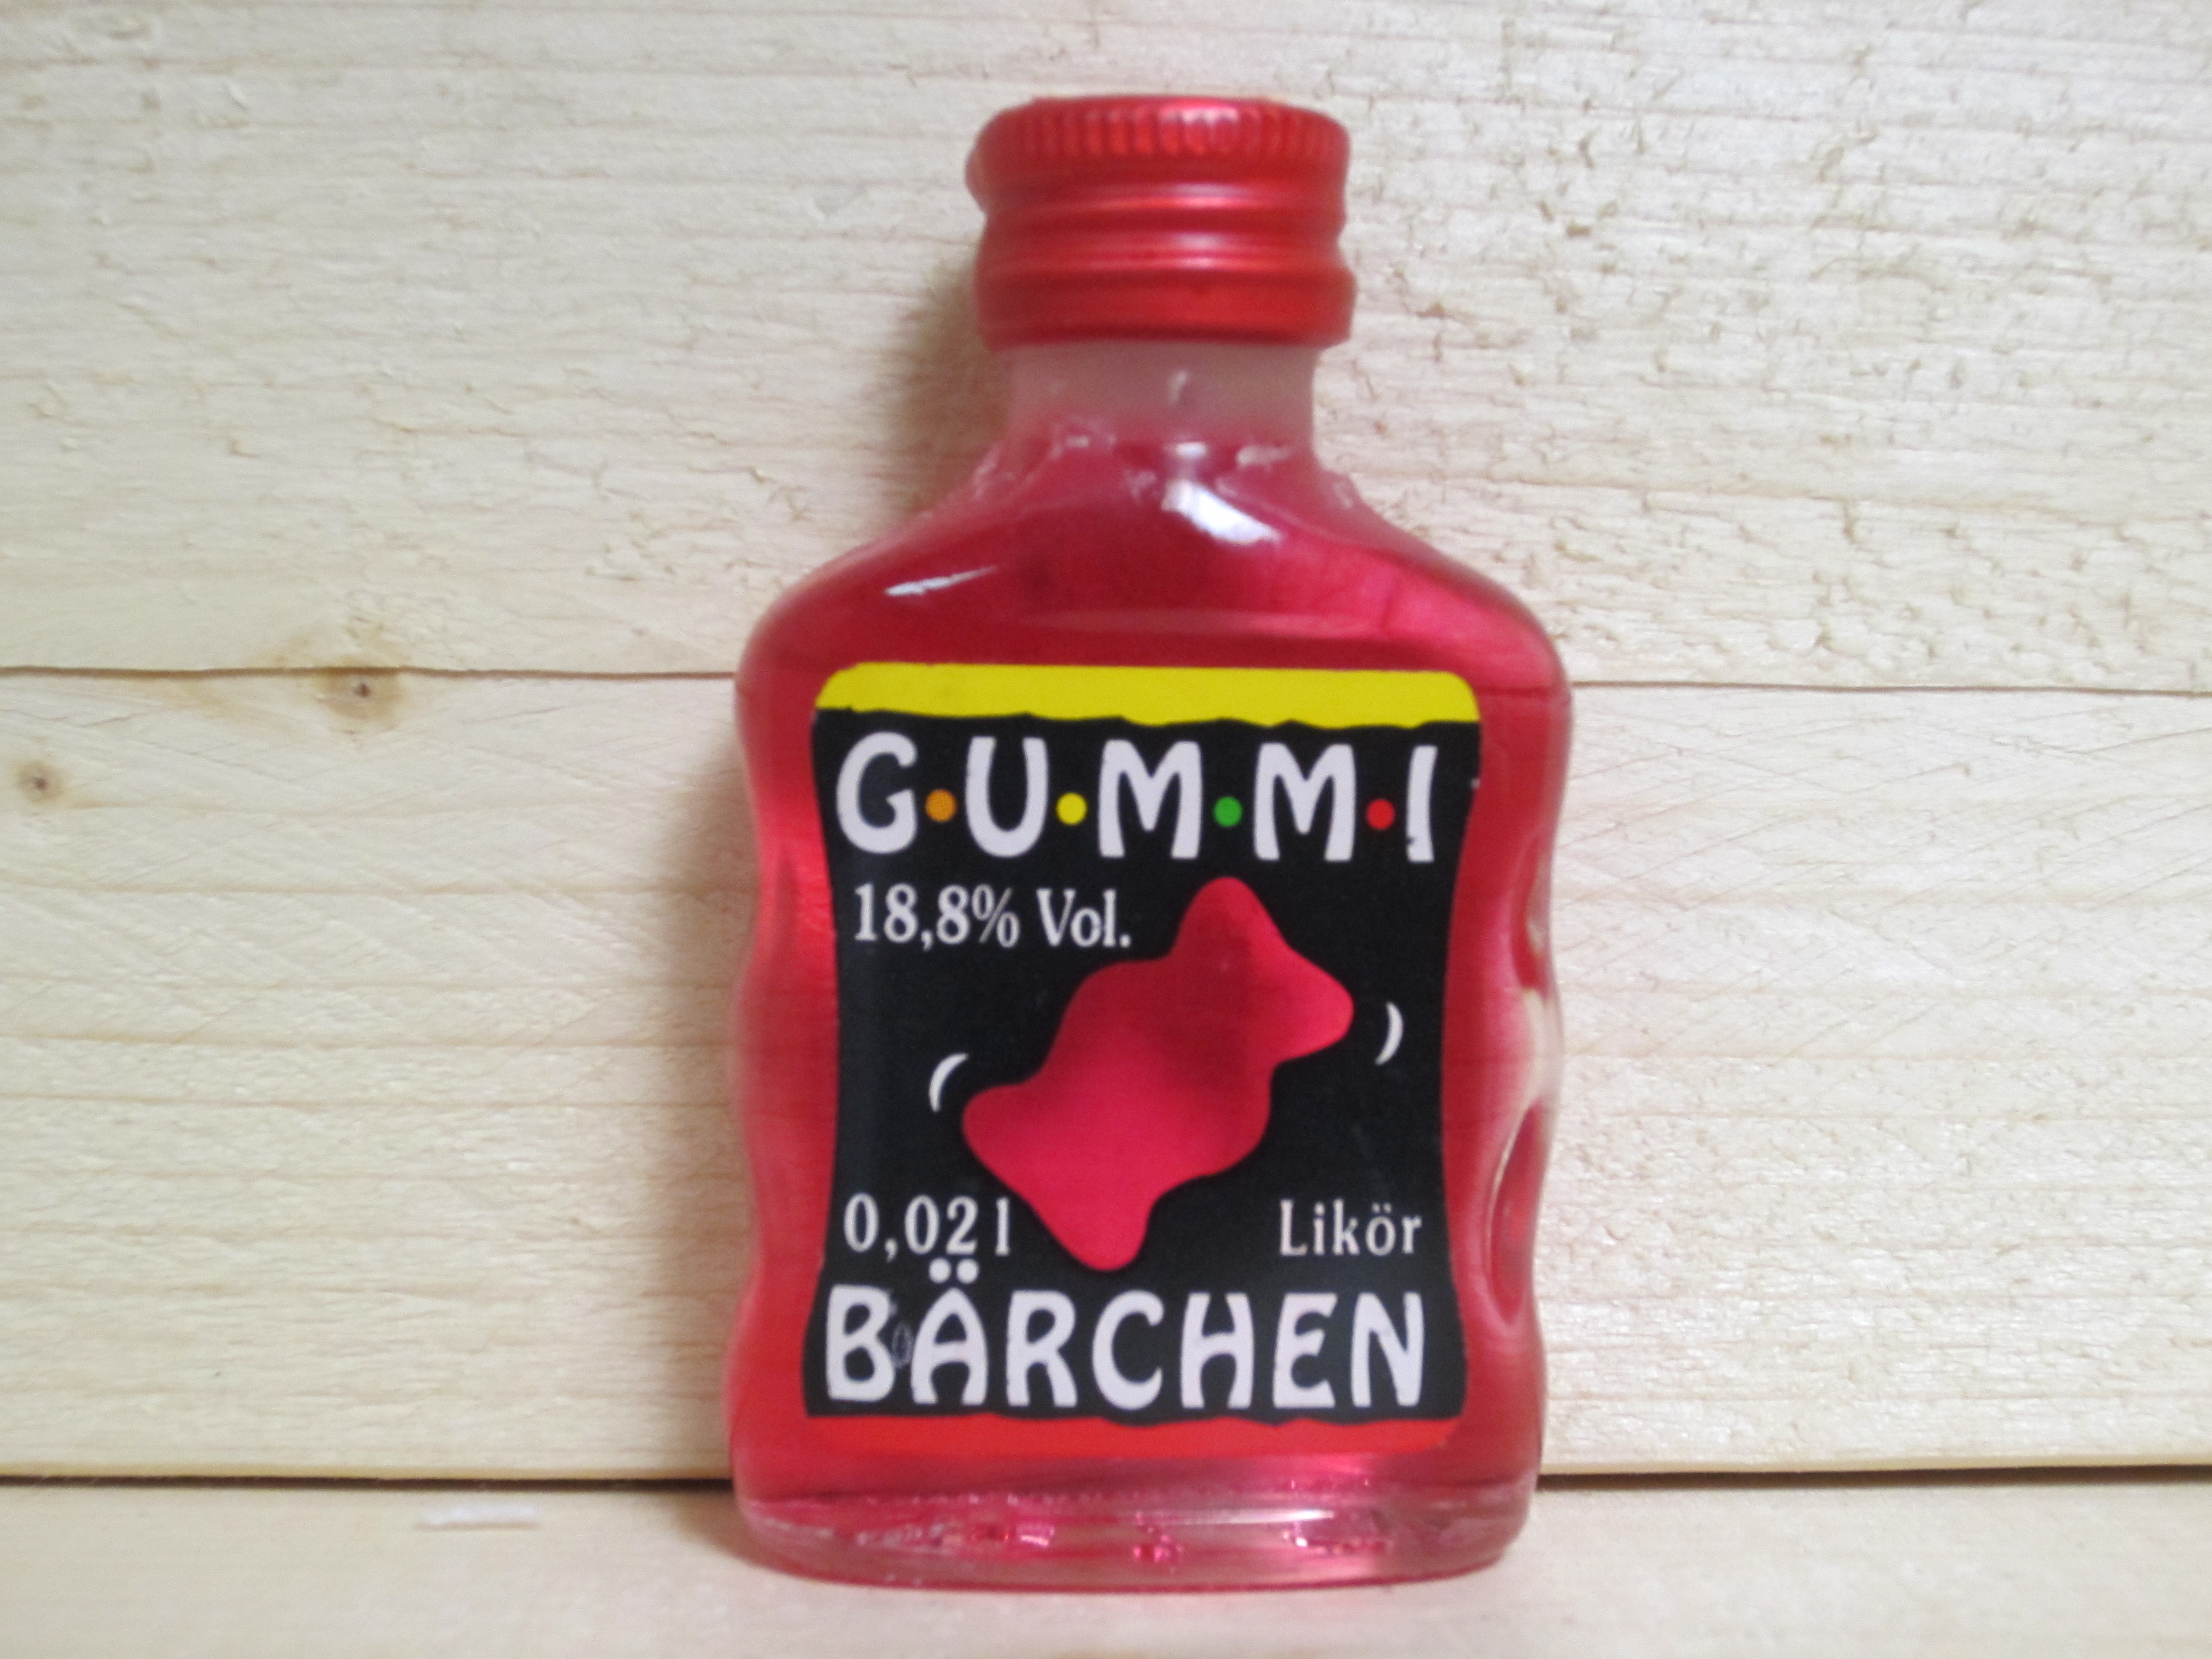 G•U•M•M•I
18,8% Vol.
0,02 l Likör
BÄRCHEN